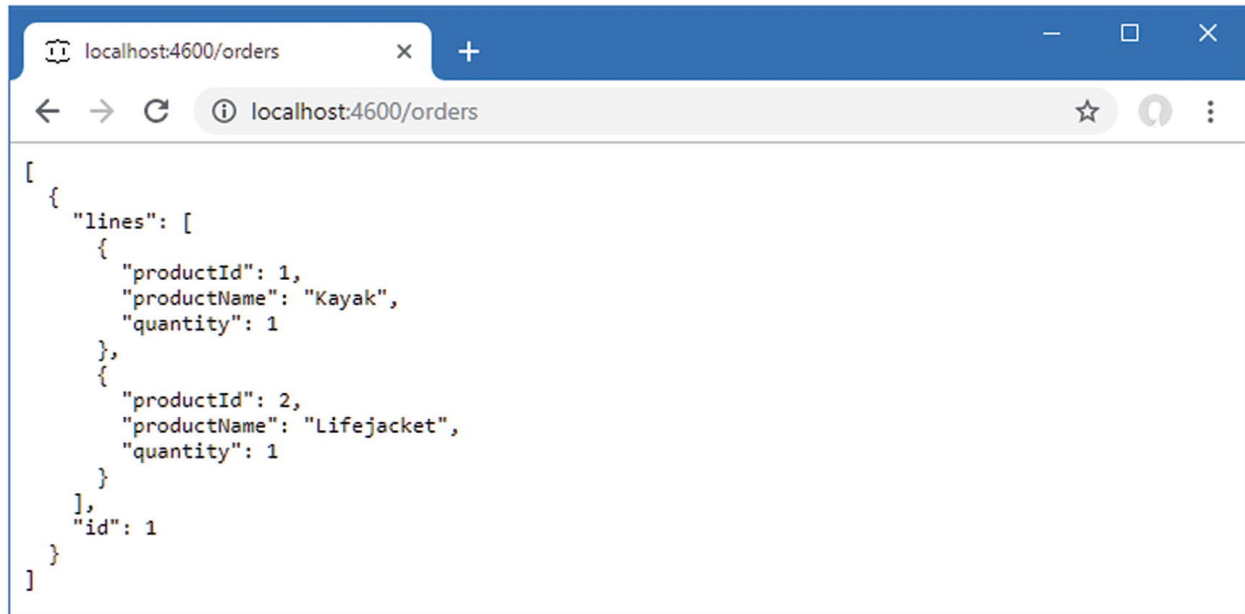 localhost:4600/orders
localhost:4600/orders
[
  {
    "lines": [
      {
        "productId": 1,
        "productName": "Kayak",
        "quantity": 1
      },
      {
        "productId": 2,
        "productName": "Lifejacket",
        "quantity": 1
      }
    ],
    "id": 1
  }
]